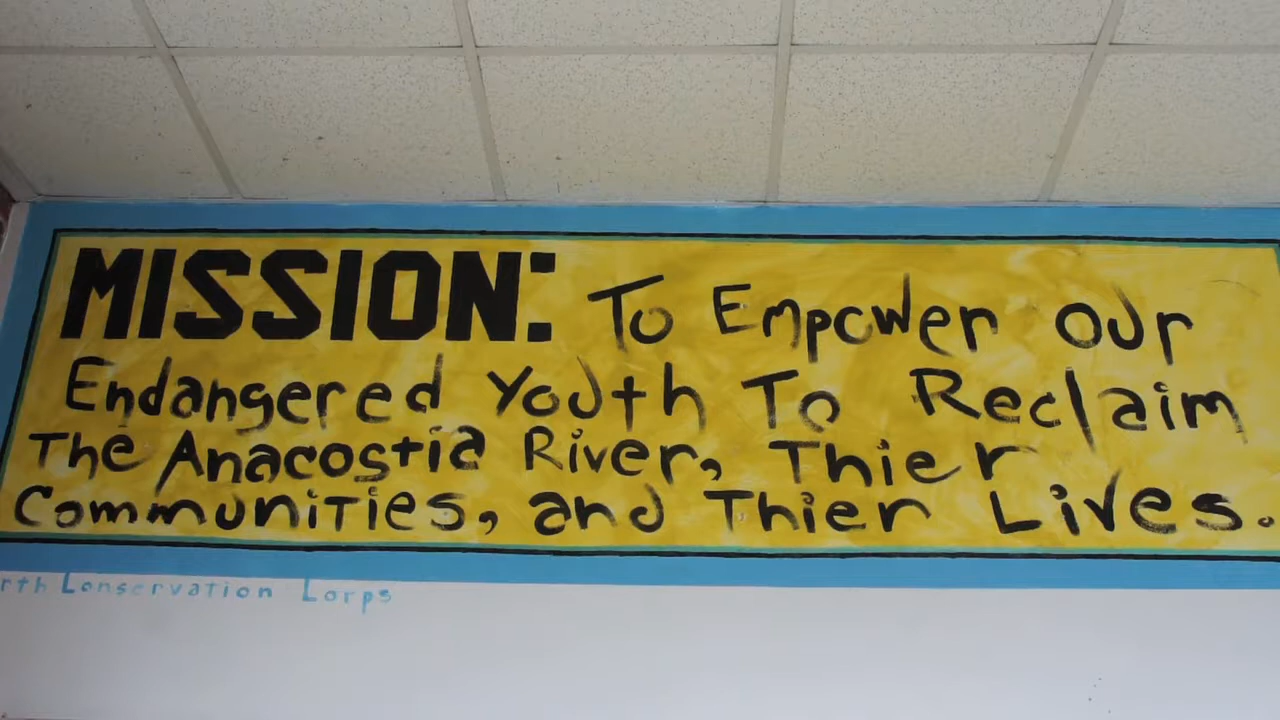 MISSION: To Empower Our
Endangered Youth To Reclaim
The Anacostia River, Thier
Communities, and Thier Lives.
rth Conservation Corps